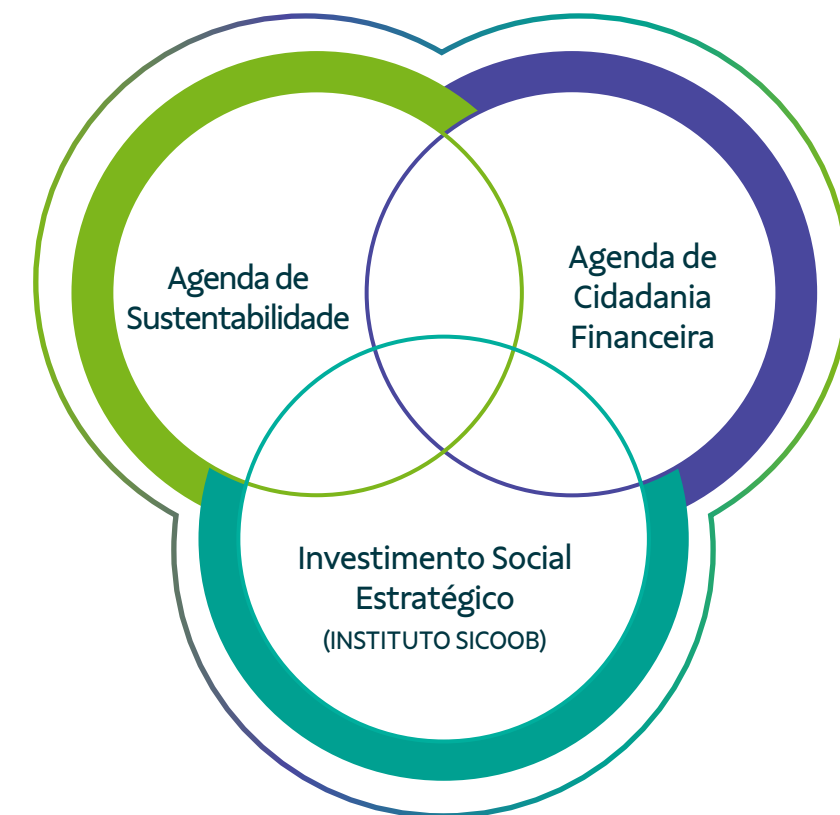 Agenda de
Sustentabilidade
Agenda de
Cidadania
Financeira
Investimento Social
Estratégico
(INSTITUTO SICOOB)